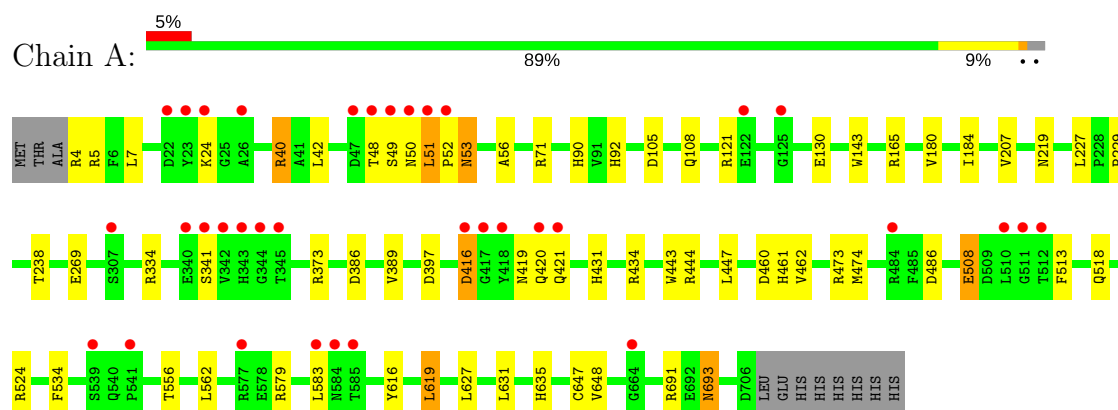 5%
Chain A:
89% 9% • •
MET THR ALA R4 R5 F6 L7 D22 Y23 K24 G25 A26 R40 A41 L42 D47 T48 S49 N50 L51 P52 N53 A56 R71 H90 V91 H92 D105 Q108 R121 E122 G125 E130 W143 R165 V180 I184 V207 N219 L227 P228
T238 E269 S307 R334 E340 S341 V342 H343 G344 T345 R373 D386 V389 D397 D416 G417 Y418 N419 Q420 Q421 H431 R434 W443 R444 L447 D460 H461 V462 R473 M474 R484 F485 D486 E508 D509 L510 G511 T512 F513 Q518
R524 F534 S539 Q540 P541 T556 L562 R577 E578 R579 L583 N584 T585 Y616 L619 L627 L631 H635 C647 V648 G664 R691 E692 N693 D706 LEU GLU HIS HIS HIS HIS HIS HIS